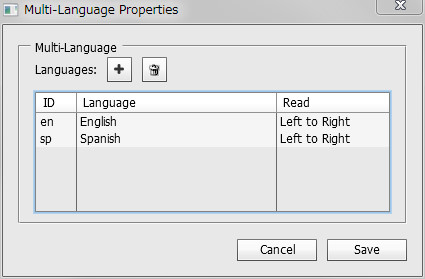 Multi-Language Properties
Multi-Language
Languages:
ID Language Read
en English Left to Right
sp Spanish Left to Right
Cancel Save